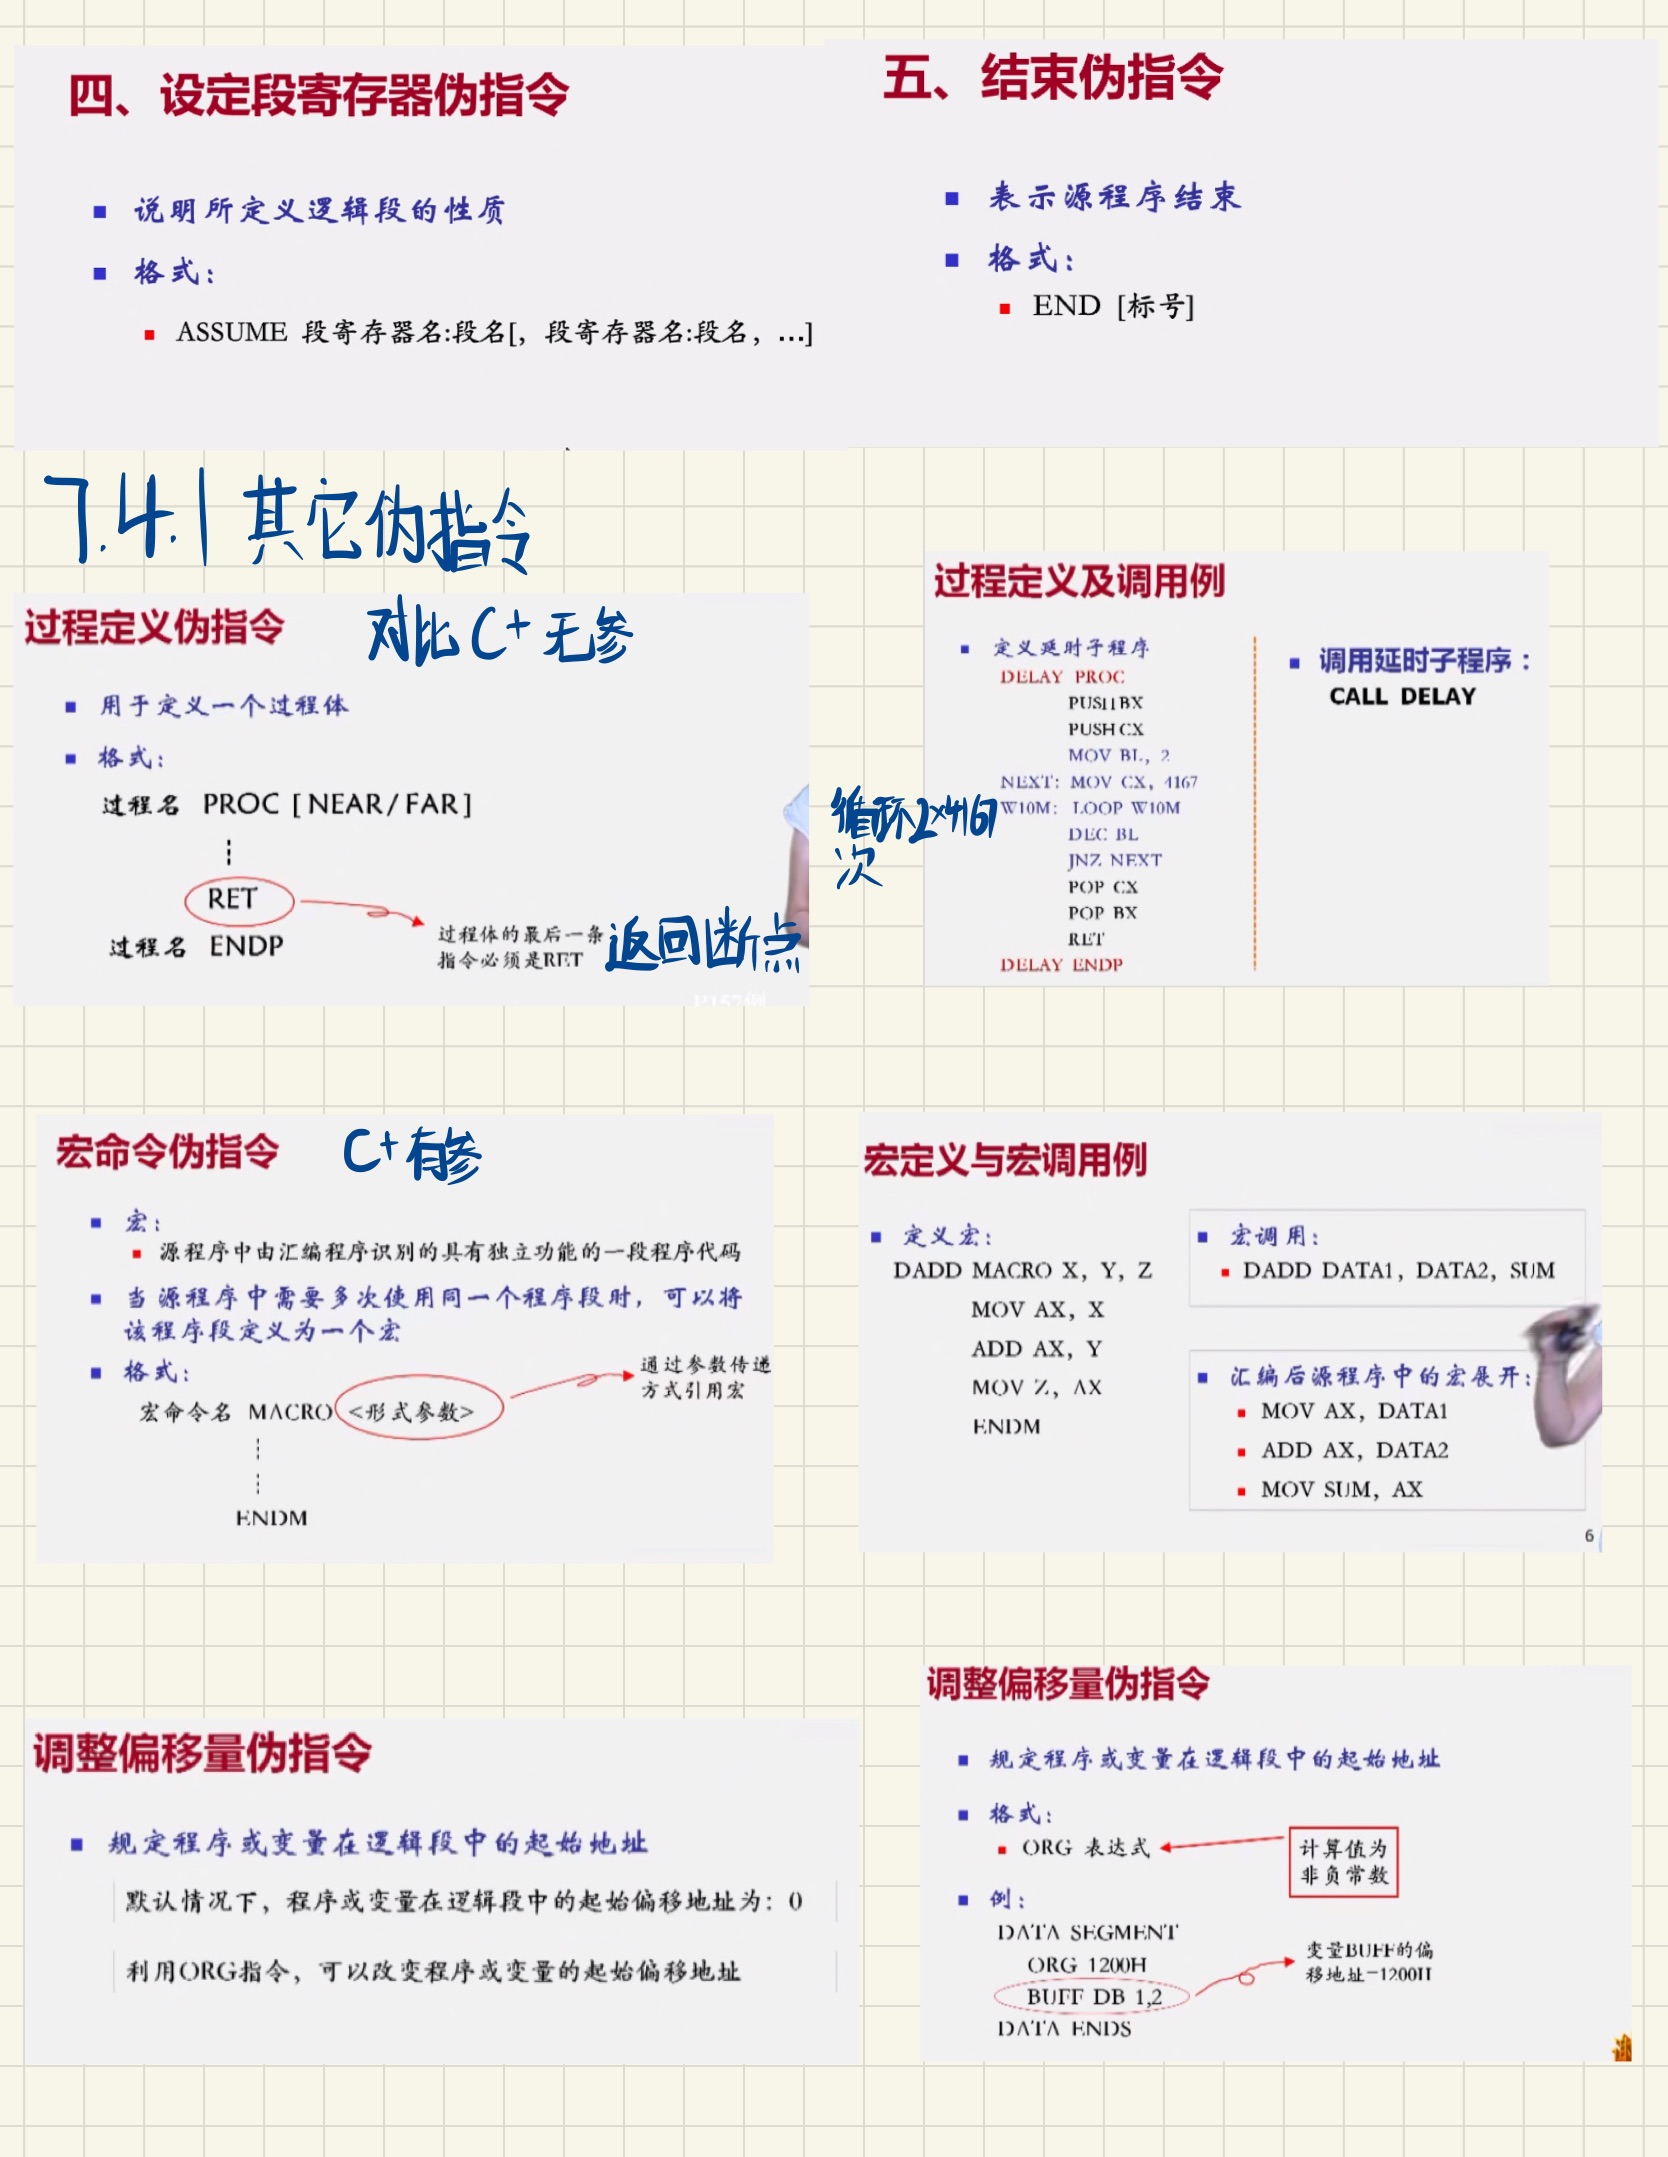 四、设定段寄存器伪指令
说明所定义逻辑段的性质
格式：
ASSUME 段寄存器名:段名[，段寄存器名:段名，…]
五、结束伪指令
表示源程序结束
格式：
END [标号]
7.4.1 其它伪指令
过程定义伪指令
对比C+无参
用于定义一个过程体
格式：
过程名 PROC [NEAR/FAR]
RET
过程名 ENDP
过程体的最后一条
指令必须是RET
返回断点
过程定义及调用例
定义延时子程序
DELAY PROC
PUSH BX
PUSH CX
MOV BL，2
NEXT: MOV CX，4167
W10M: LOOP W10M
DEC BL
JNZ NEXT
POP CX
POP BX
RET
DELAY ENDP
循环2×4167
次
调用延时子程序：
CALL DELAY
宏命令伪指令
C+有参
宏：
源程序中由汇编程序识别的具有独立功能的一段程序代码
当源程序中需要多次使用同一个程序段时，可以将
该程序段定义为一个宏
格式：
宏命令名 MACRO <形式参数>
ENDM
通过参数传递
方式引用宏
宏定义与宏调用例
定义宏：
DADD MACRO X，Y，Z
MOV AX，X
ADD AX，Y
MOV Z，AX
ENDM
宏调用：
DADD DATA1，DATA2，SUM
汇编后源程序中的宏展开：
MOV AX，DATA1
ADD AX，DATA2
MOV SUM，AX
6
调整偏移量伪指令
规定程序或变量在逻辑段中的起始地址
默认情况下，程序或变量在逻辑段中的起始偏移地址为：0
利用ORG指令，可以改变程序或变量的起始偏移地址
调整偏移量伪指令
规定程序或变量在逻辑段中的起始地址
格式：
ORG 表达式
计算值为
非负常数
例：
DATA SEGMENT
ORG 1200H
BUFF DB 1,2
DATA ENDS
变量BUFF的偏
移地址=1200H